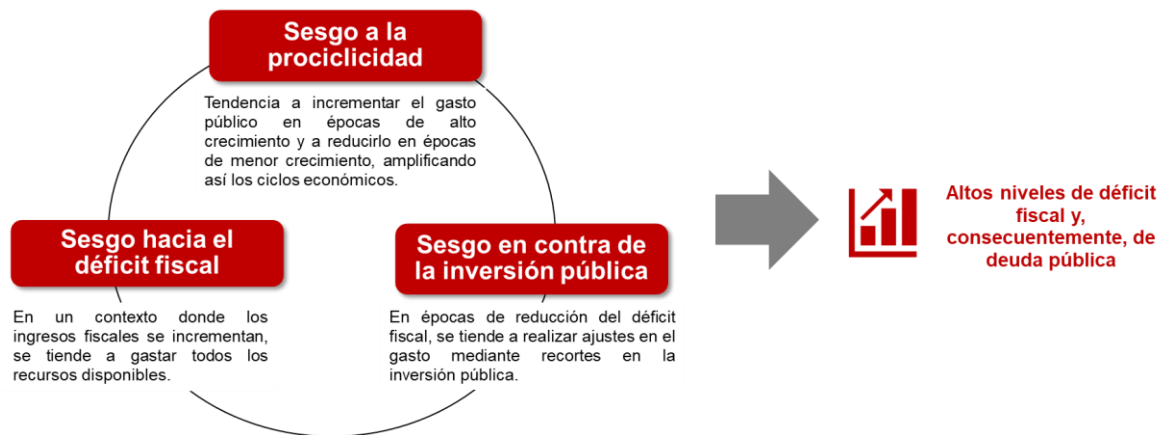 Sesgo a la
prociclicidad
Tendencia a incrementar el gasto
público en épocas de alto
crecimiento y a reducirlo en épocas
de menor crecimiento, amplificando
así los ciclos económicos.
Sesgo hacia el
déficit fiscal
En un contexto donde los
ingresos fiscales se incrementan,
se tiende a gastar todos los
recursos disponibles.
Sesgo en contra de
la inversión pública
En épocas de reducción del déficit
fiscal, se tiende a realizar ajustes en el
gasto mediante recortes en la
inversión pública.
Altos niveles de déficit
fiscal y,
consecuentemente, de
deuda pública